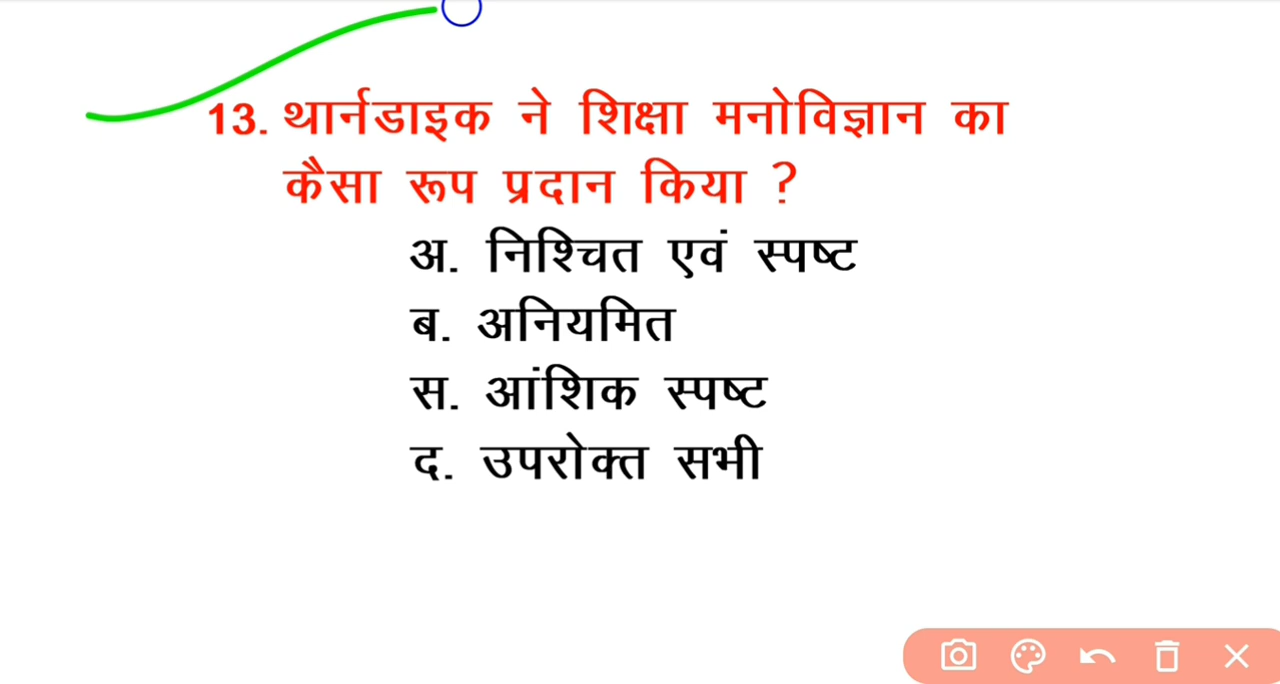 13. थार्नडाइक ने शिक्षा मनोविज्ञान का
कैसा रूप प्रदान किया ?
अ. निश्चित एवं स्पष्ट
ब. अनियमित
स. आंशिक स्पष्ट
द. उपरोक्त सभी